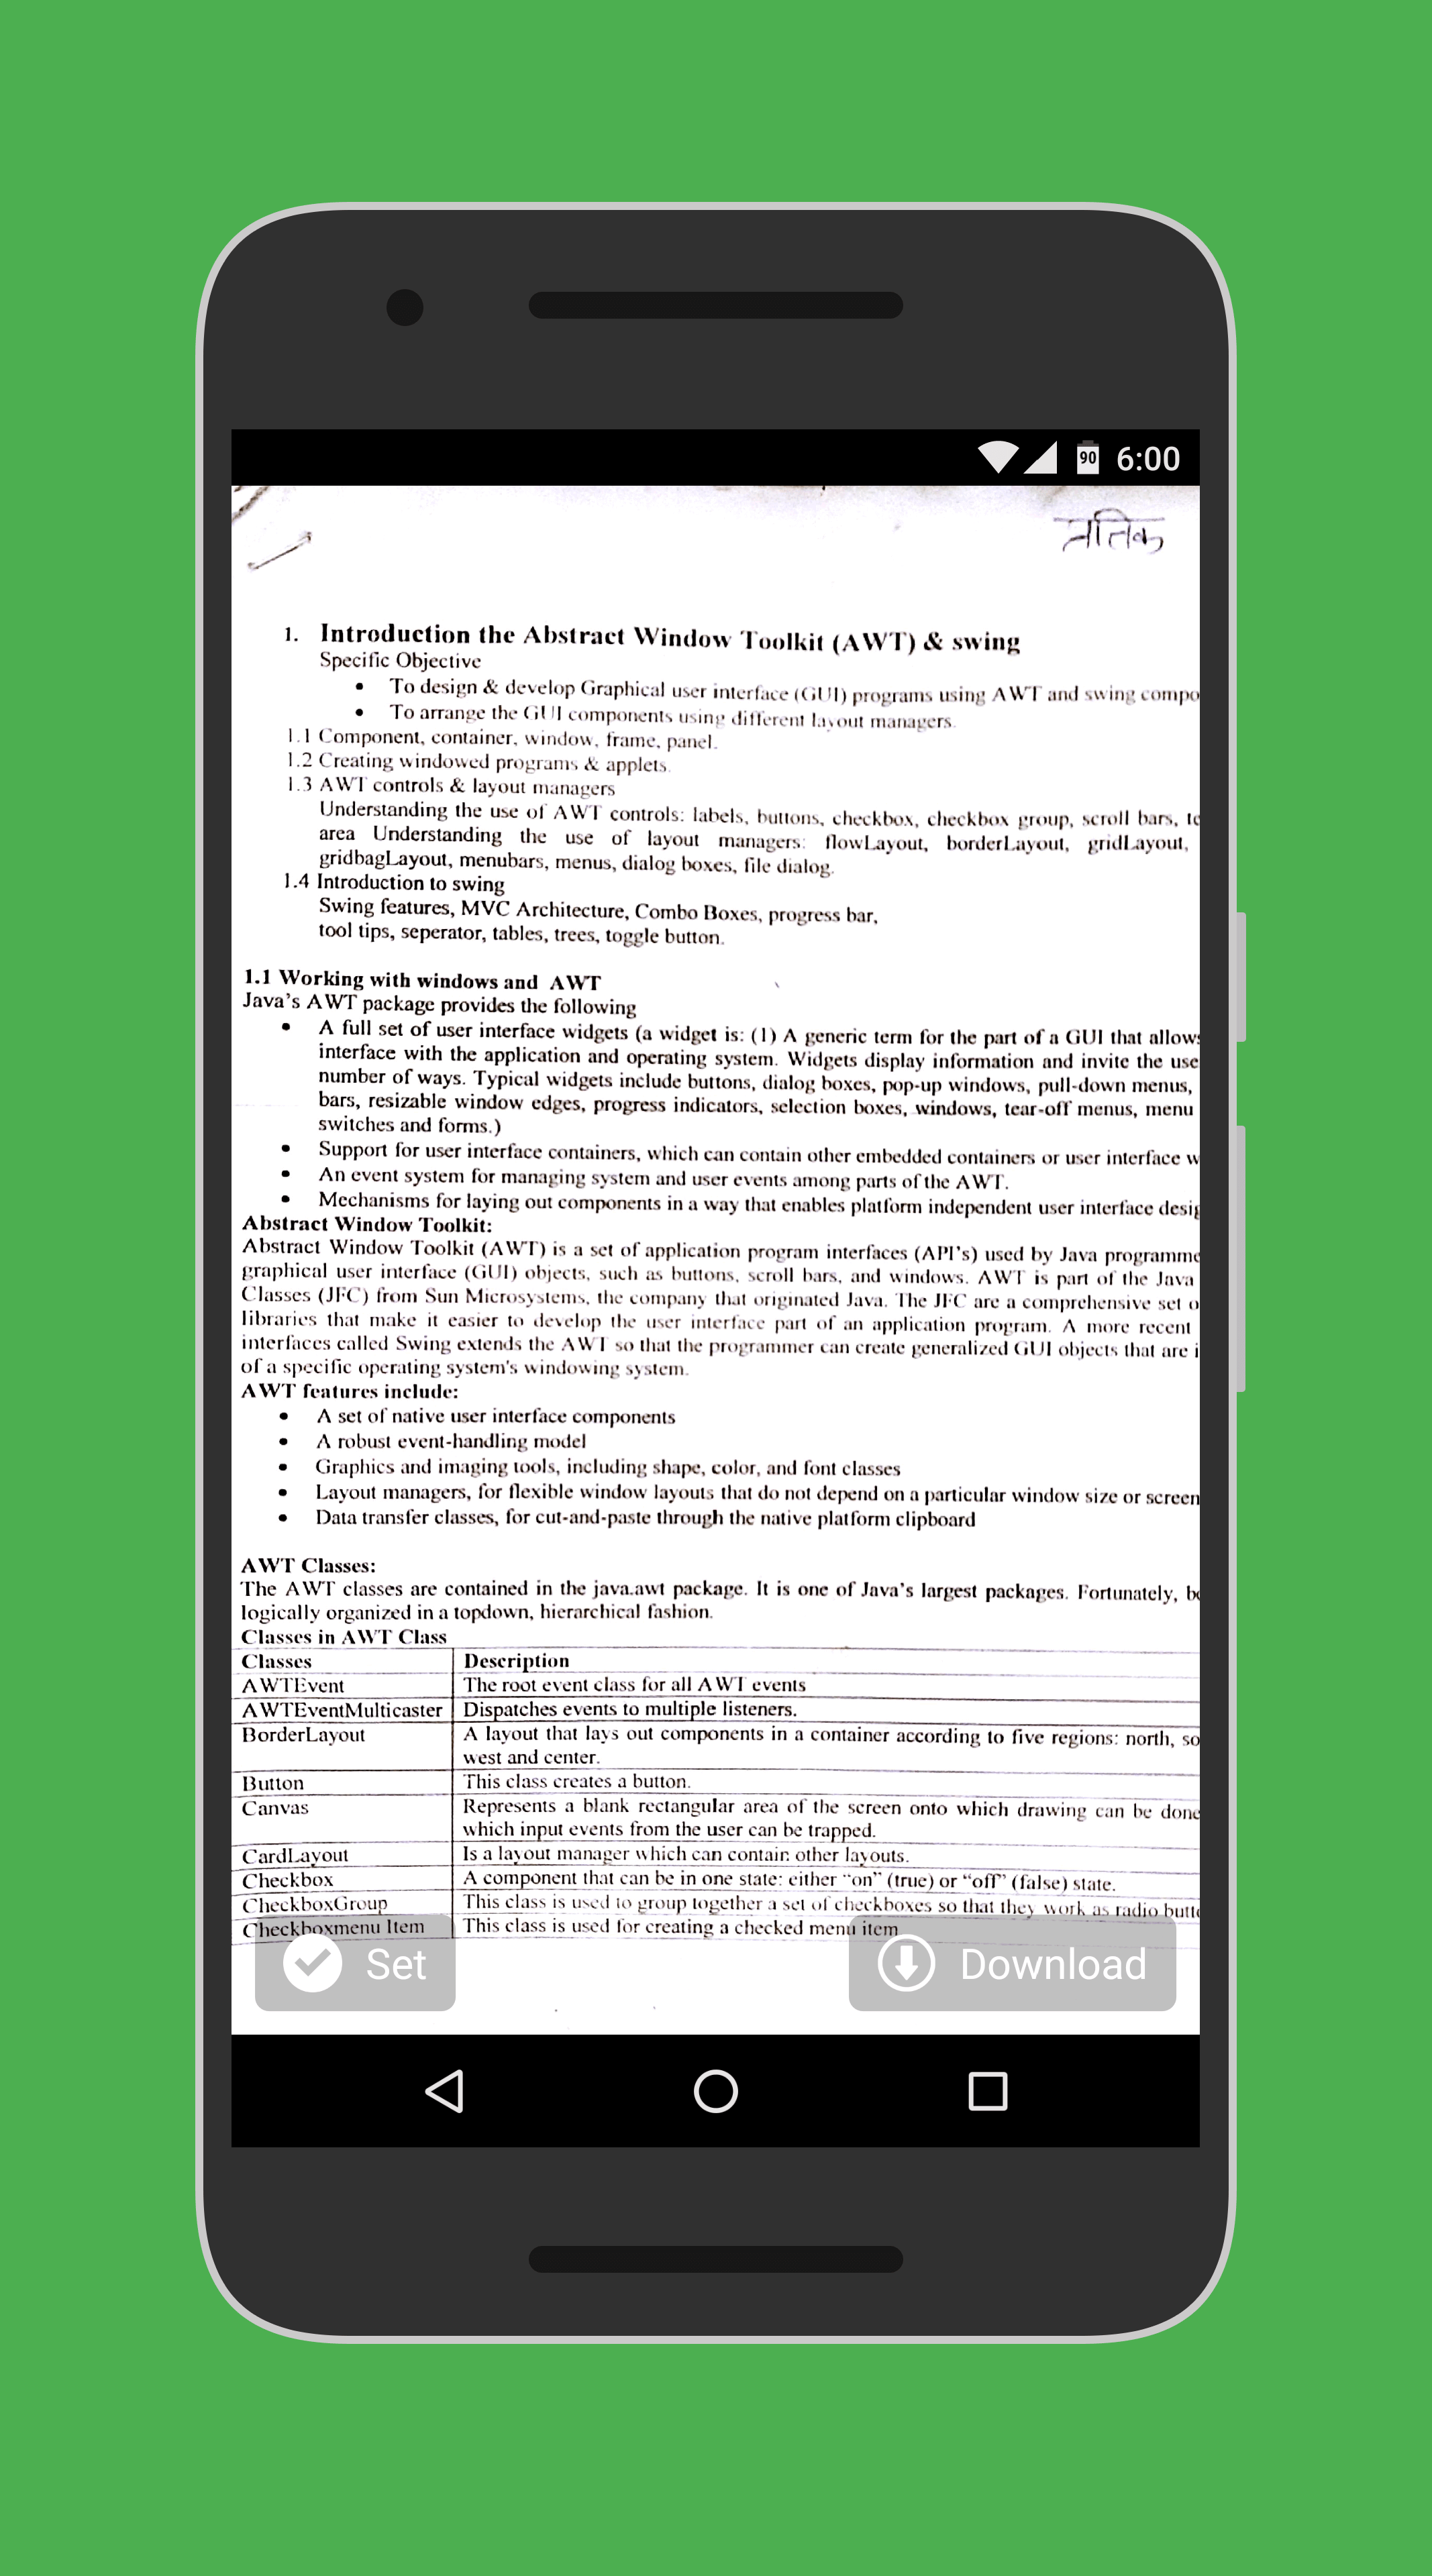 90 6:00
1. Introduction the Abstract Window Toolkit (AWT) & swing
Specific Objective
• To design & develop Graphical user interface (GUI) programs using AWT and swing compo
• To arrange the GUI components using different layout managers.
1.1 Component, container, window, frame, panel.
1.2 Creating windowed programs & applets.
1.3 AWT controls & layout managers
Understanding the use of AWT controls: labels, buttons, checkbox, checkbox group, scroll bars, te
area Understanding the use of layout managers: flowLayout, borderLayout, gridLayout,
gridbagLayout, menubars, menus, dialog boxes, file dialog.
1.4 Introduction to swing
Swing features, MVC Architecture, Combo Boxes, progress bar,
tool tips, seperator, tables, trees, toggle button.
1.1 Working with windows and AWT
Java's AWT package provides the following
• A full set of user interface widgets (a widget is: (1) A generic term for the part of a GUI that allows
interface with the application and operating system. Widgets display information and invite the use
number of ways. Typical widgets include buttons, dialog boxes, pop-up windows, pull-down menus,
bars, resizable window edges, progress indicators, selection boxes, windows, tear-off menus, menu
switches and forms.)
• Support for user interface containers, which can contain other embedded containers or user interface w
• An event system for managing system and user events among parts of the AWT.
• Mechanisms for laying out components in a way that enables platform independent user interface desig
Abstract Window Toolkit:
Abstract Window Toolkit (AWT) is a set of application program interfaces (API's) used by Java programme
graphical user interface (GUI) objects, such as buttons, scroll bars, and windows. AWT is part of the Java
Classes (JFC) from Sun Microsystems, the company that originated Java. The JFC are a comprehensive set o
libraries that make it easier to develop the user interface part of an application program. A more recent
interfaces called Swing extends the AWT so that the programmer can create generalized GUI objects that are i
of a specific operating system's windowing system.
AWT features include:
• A set of native user interface components
• A robust event-handling model
• Graphics and imaging tools, including shape, color, and font classes
• Layout managers, for flexible window layouts that do not depend on a particular window size or screen
• Data transfer classes, for cut-and-paste through the native platform clipboard
AWT Classes:
The AWT classes are contained in the java.awt package. It is one of Java's largest packages. Fortunately, be
logically organized in a topdown, hierarchical fashion.
Classes in AWT Class
Classes Description
AWTEvent The root event class for all AWT events
AWTEventMulticaster Dispatches events to multiple listeners.
BorderLayout A layout that lays out components in a container according to five regions: north, so
west and center.
Button This class creates a button.
Canvas Represents a blank rectangular area of the screen onto which drawing can be done
which input events from the user can be trapped.
CardLayout Is a layout manager which can contain other layouts.
Checkbox A component that can be in one state: either "on" (true) or "off" (false) state.
CheckboxGroup This class is used to group together a set of checkboxes so that they work as radio butto
Checkboxmenu Item This class is used for creating a checked menu item
Set Download